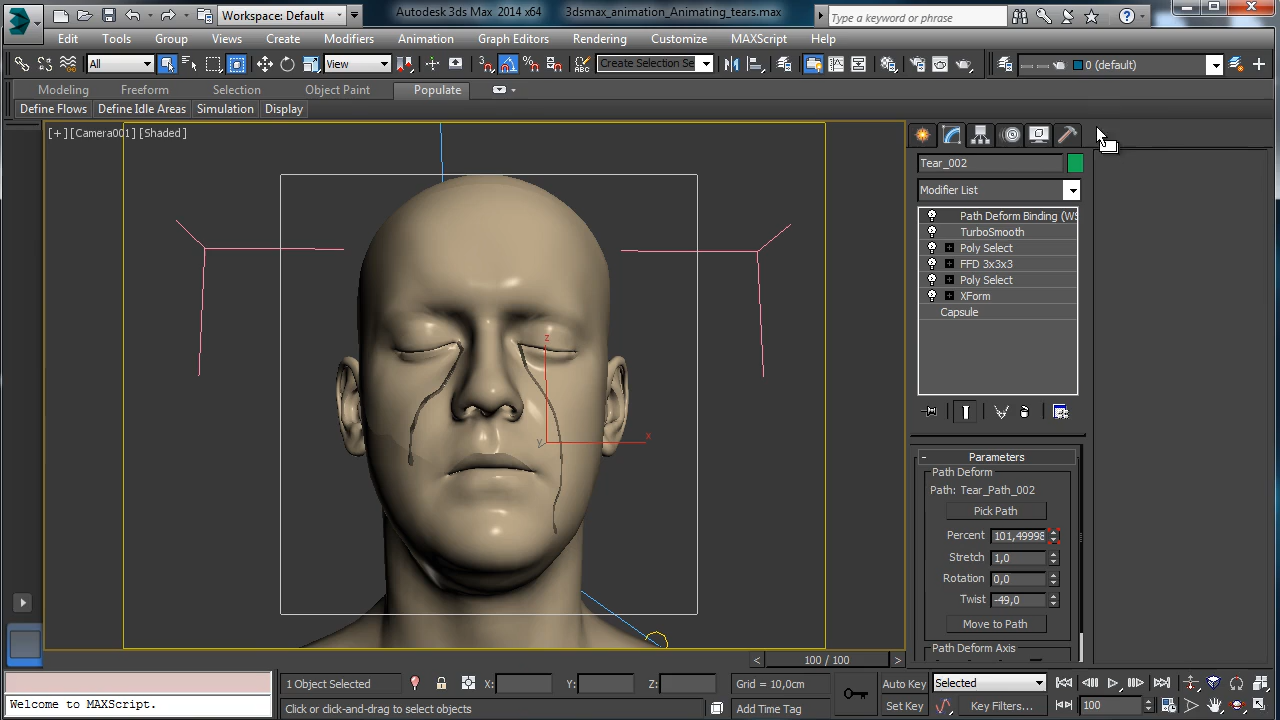 Workspace: Default
Autodesk 3ds Max 2014 x64
3dsmax_animation_Animating_tears.max
Type a keyword or phrase
Edit Tools Group Views Create Modifiers Animation Graph Editors Rendering Customize MAXScript Help
All
View
Create Selection Se
0 (default)
Modeling Freeform Selection Object Paint Populate
Define Flows Define Idle Areas Simulation Display
[+][Camera001][Shaded]
z
x
y
Tear_002
Modifier List
Path Deform Binding (WS
TurboSmooth
Poly Select
FFD 3x3x3
Poly Select
XForm
Capsule
- Parameters
Path Deform
Path: Tear_Path_002
Pick Path
Percent 101,49998
Stretch 1,0
Rotation 0,0
Twist -49,0
Move to Path
Path Deform Axis
< 100 / 100 >
Welcome to MAXScript.
1 Object Selected
X: Y: Z:
Grid = 10,0cm
Auto Key
Selected
Click or click-and-drag to select objects
Add Time Tag
Set Key
Key Filters...
100